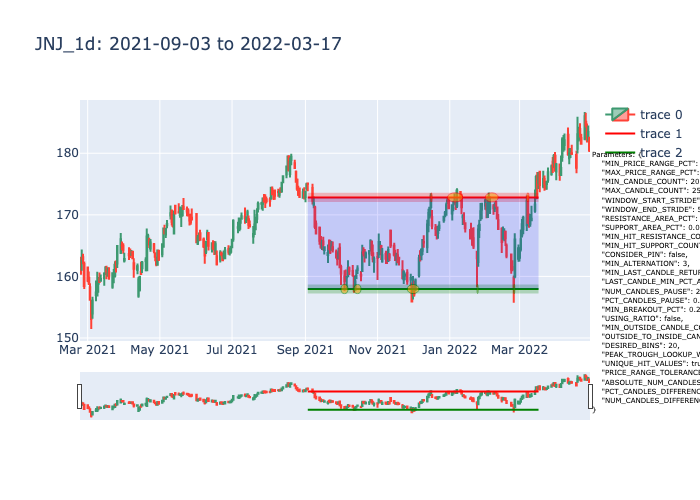 JNJ_1d: 2021-09-03 to 2022-03-17
180
170
160
150
Mar 2021
May 2021
Jul 2021
Sep 2021
Nov 2021
Jan 2022
Mar 2022
trace 0
trace 1
trace 2
Parameters: {
"MIN_PRICE_RANGE_PCT":
"MAX_PRICE_RANGE_PCT":
"MIN_CANDLE_COUNT": 20
"MAX_CANDLE_COUNT": 25
"WINDOW_START_STRIDE"
"WINDOW_END_STRIDE":
"RESISTANCE_AREA_PCT":
"SUPPORT_AREA_PCT": 0.0
"MIN_HIT_RESISTANCE_CO
"MIN_HIT_SUPPORT_COUN
"CONSIDER_PIN": false,
"MIN_ALTERNATION": 3,
"MIN_LAST_CANDLE_RETU
"LAST_CANDLE_MIN_PCT_A
"NUM_CANDLES_PAUSE": 2
"PCT_CANDLES_PAUSE": 0.
"MIN_BREAKOUT_PCT": 0.2
"USING_RATIO": false,
"MIN_OUTSIDE_CANDLE_CO
"OUTSIDE_TO_INSIDE_CAN
"DESIRED_BINS": 20,
"PEAK_TROUGH_LOOKUP_W
"UNIQUE_HIT_VALUES": tru
"PRICE_RANGE_TOLERANC
"ABSOLUTE_NUM_CANDLES
"PCT_CANDLES_DIFFERENC
"NUM_CANDLES_DIFFEREN
}